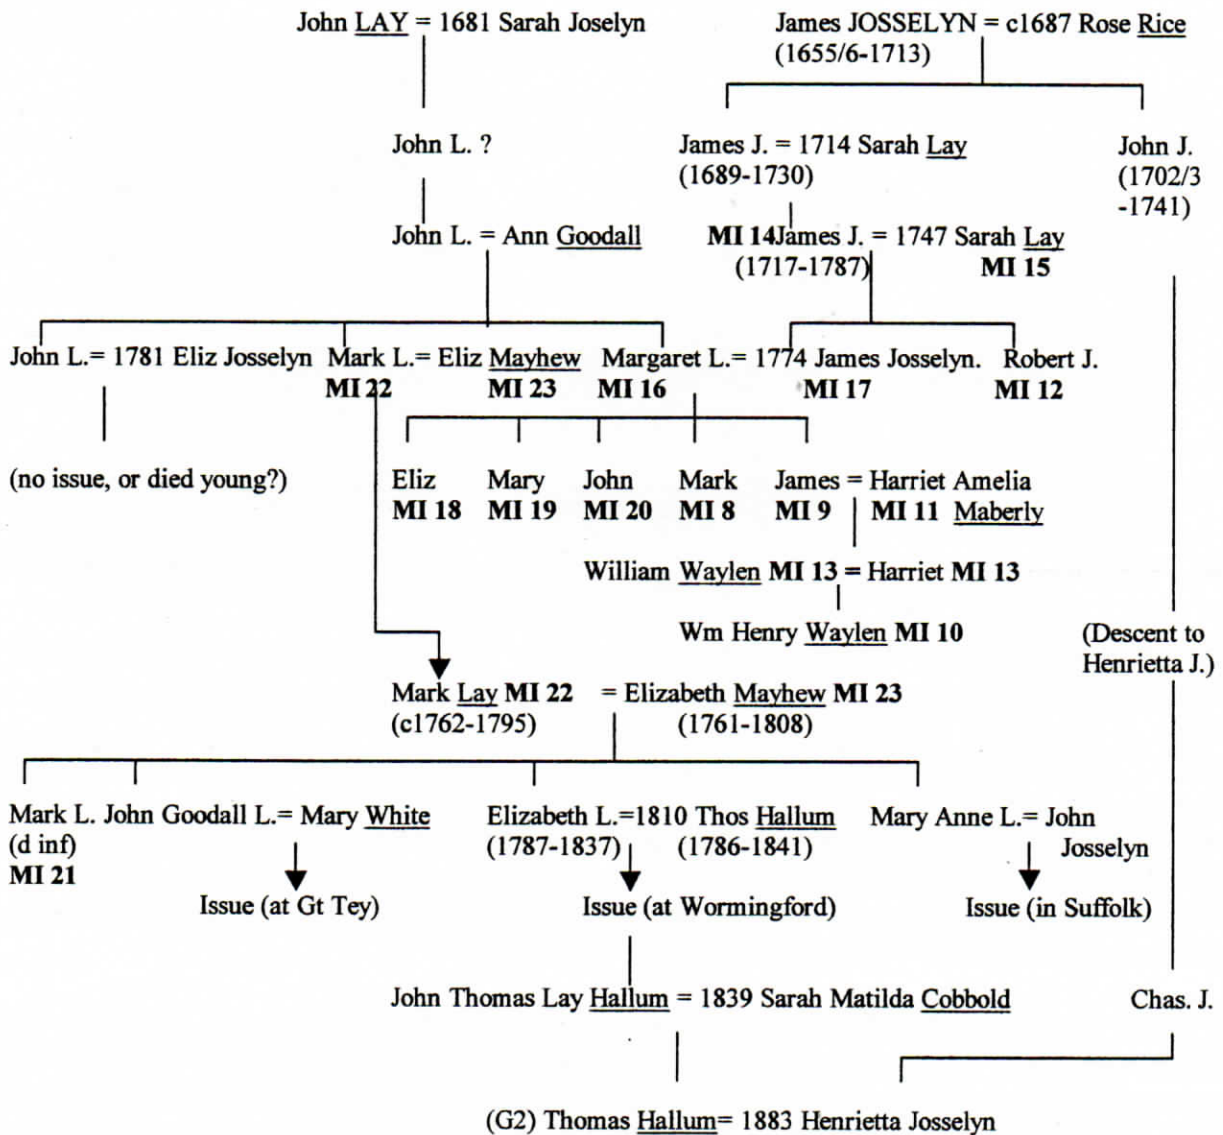 John LAY = 1681 Sarah Joselyn James JOSSELYN = c1687 Rose Rice
(1655/6-1713)
John L. ? James J. = 1714 Sarah Lay John J.
(1689-1730) (1702/3
-1741)
John L. = Ann Goodall MI 14 James J. = 1747 Sarah Lay
(1717-1787) MI 15
John L.= 1781 Eliz Josselyn Mark L.= Eliz Mayhew Margaret L.= 1774 James Josselyn. Robert J.
MI 22 MI 23 MI 16 MI 17 MI 12
(no issue, or died young?) Eliz Mary John Mark James = Harriet Amelia
MI 18 MI 19 MI 20 MI 8 MI 9 MI 11 Maberly
William Waylen MI 13 = Harriet MI 13
Wm Henry Waylen MI 10 (Descent to
Henrietta J.)
Mark Lay MI 22 = Elizabeth Mayhew MI 23
(c1762-1795) (1761-1808)
Mark L. John Goodall L.= Mary White Elizabeth L.=1810 Thos Hallum Mary Anne L.= John
(d inf) (1787-1837) (1786-1841) Josselyn
MI 21
Issue (at Gt Tey) Issue (at Wormingford) Issue (in Suffolk)
John Thomas Lay Hallum = 1839 Sarah Matilda Cobbold Chas. J.
(G2) Thomas Hallum= 1883 Henrietta Josselyn